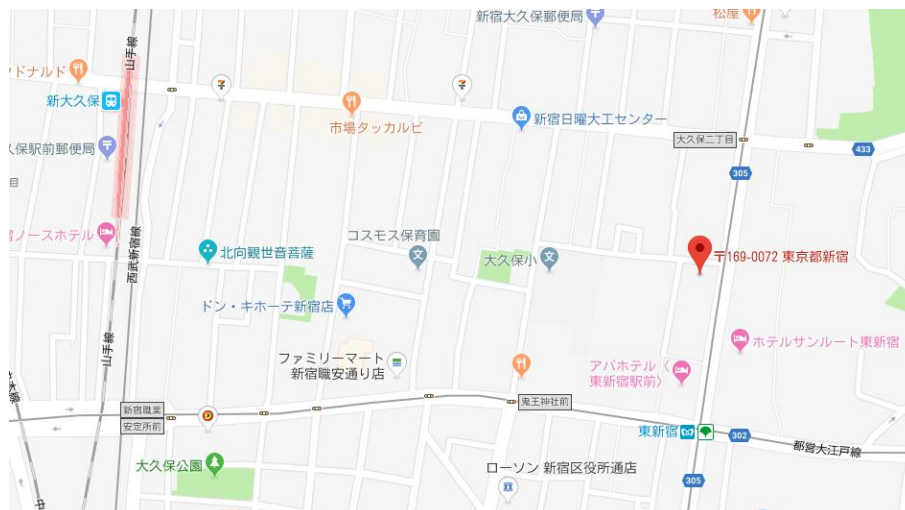 新宿大久保郵便局
松屋
山手線
ドナルド
新大久保
市場タッカルビ
新宿日曜大工センター
大久保二丁目
433
久保駅前郵便局
目
305
ノースホテル
西武新宿線
北向観世音菩薩
コスモス保育園
文
大久保小
文
〒169-0072 東京都新宿
ドン・キホーテ新宿店
ホテルサンルート東新宿
山手線
ファミリーマート
新宿職安通り店
アパホテル〈
東新宿駅前〉
新宿職業
安定所前
鬼王神社前
東新宿
302
都営大江戸線
大久保公園
ローソン 新宿区役所通店
305
中